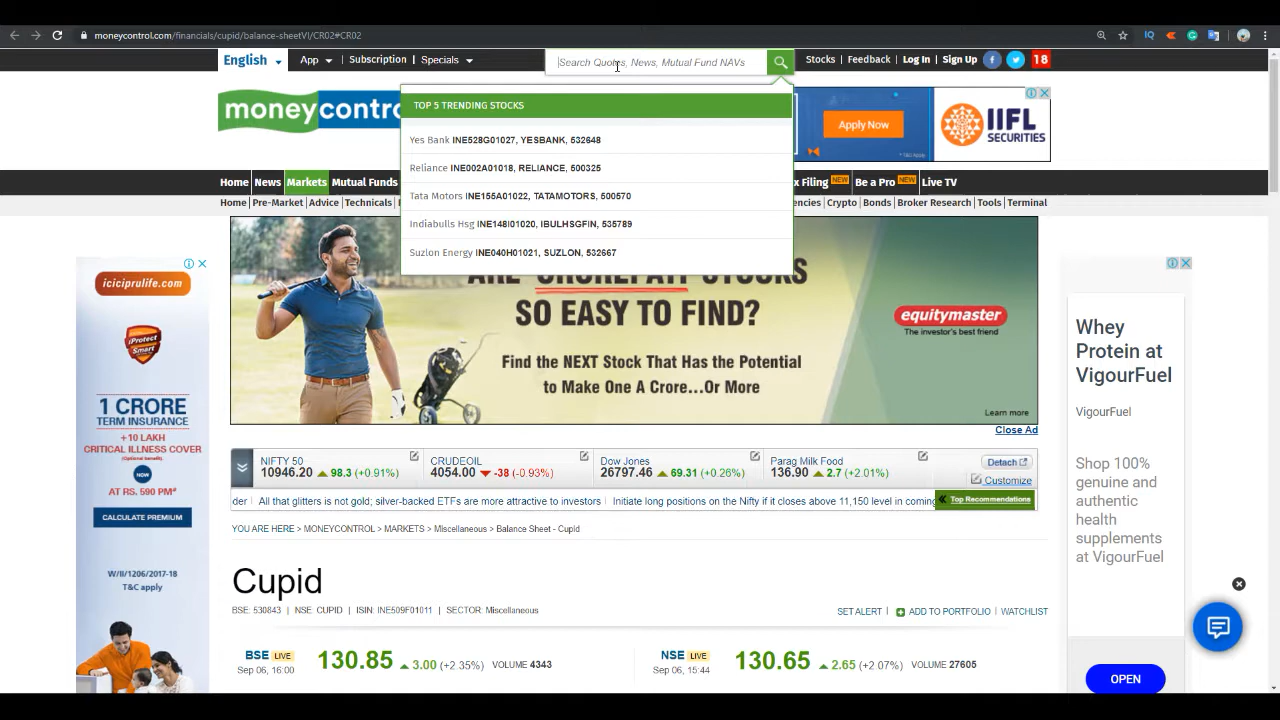 moneycontrol.com/financials/cupid/balance-sheetVI/CR02#CR02
English App Subscription Specials
Search Quotes, News, Mutual Fund NAVs
Stocks Feedback Log In Sign Up 18
moneycontro
TOP 5 TRENDING STOCKS
Yes Bank INE528G01027, YESBANK, 532648
Reliance INE002A01018, RELIANCE, 500325
Tata Motors INE155A01022, TATAMOTORS, 500570
Indiabulls Hsg INE148I01020, IBULHSGFIN, 535789
Suzlon Energy INE040H01021, SUZLON, 532667
Apply Now
IIFL
SECURITIES
Home News Markets Mutual Funds
x Filing NEW Be a Pro NEW Live TV
Home Pre-Market Advice Technicals
Currencies Crypto Bonds Broker Research Tools Terminal
STOCKS
SO EASY TO FIND?
Find the NEXT Stock That Has the Potential
to Make One A Crore...Or More
equitymaster
The investor's best friend
Learn more
Close Ad
iciciprulife.com
iProtect
Smart
1 CRORE
TERM INSURANCE
+10 LAKH
CRITICAL ILLNESS COVER
(Optional benefit)
NOW
AT RS. 590 PM#
CALCULATE PREMIUM
W/II/1206/2017-18
T&C apply
Whey
Protein at
VigourFuel
VigourFuel
Shop 100%
genuine and
authentic
health
supplements
at VigourFuel
OPEN
NIFTY 50
10946.20 98.3 (+0.91%)
CRUDEOIL
4054.00 -38 (-0.93%)
Dow Jones
26797.46 69.31 (+0.26%)
Parag Milk Food
136.90 2.7 (+2.01%)
Detach
Customize
der | All that glitters is not gold; silver-backed ETFs are more attractive to investors | Initiate long positions on the Nifty if it closes above 11,150 level in coming
Top Recommendations
YOU ARE HERE > MONEYCONTROL > MARKETS > Miscellaneous > Balance Sheet - Cupid
Cupid
BSE: 530843 | NSE: CUPID | ISIN: INE509F01011 | SECTOR: Miscellaneous
SET ALERT | ADD TO PORTFOLIO | WATCHLIST
BSE LIVE
Sep 06, 16:00
130.85 3.00 (+2.35%) VOLUME 4343
NSE LIVE
Sep 06, 15:44
130.65 2.65 (+2.07%) VOLUME 27605